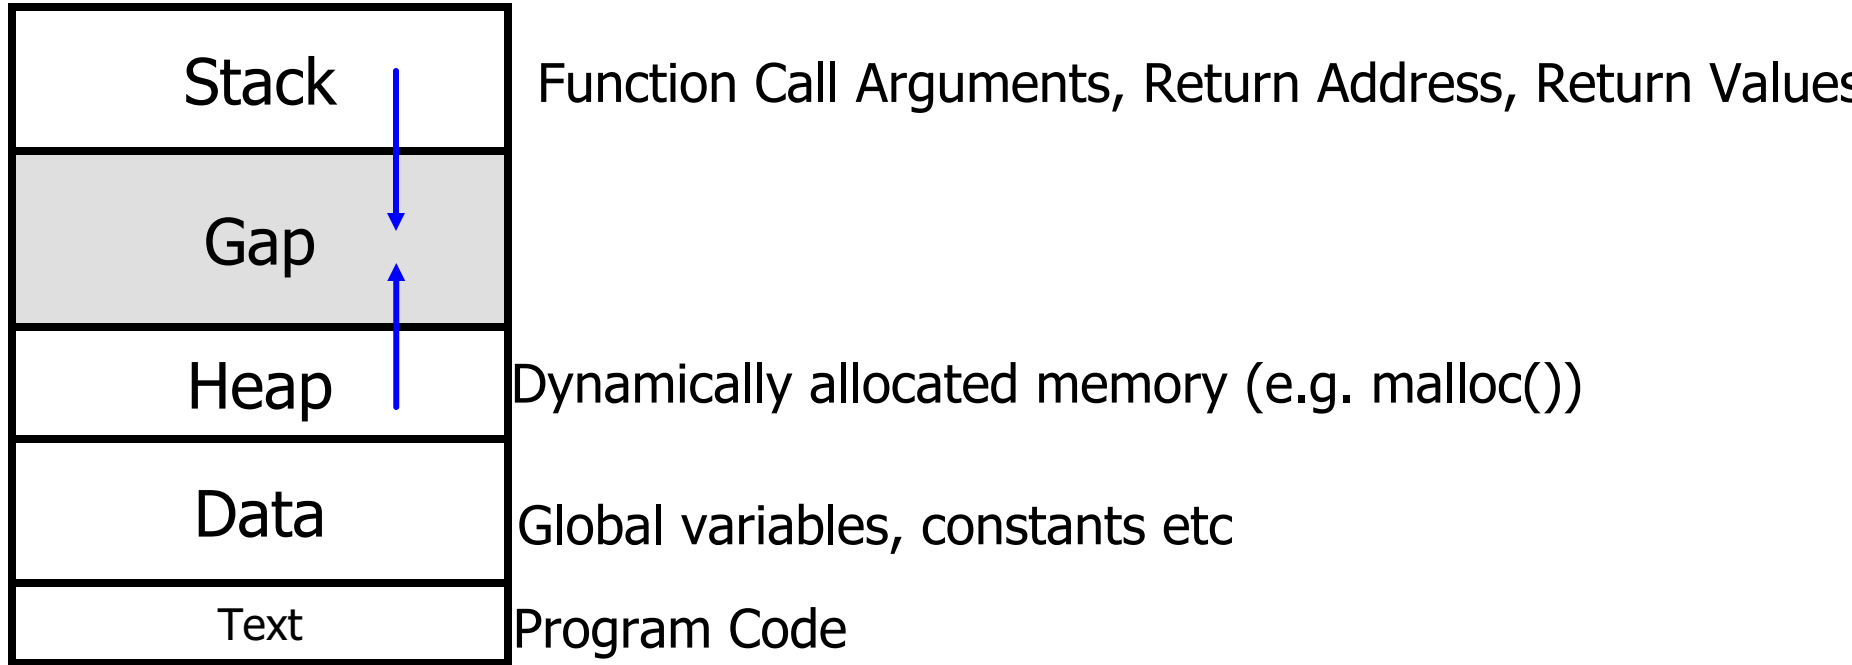 Stack
Function Call Arguments, Return Address, Return Values
Gap
Heap
Dynamically allocated memory (e.g. malloc())
Data
Global variables, constants etc
Text
Program Code